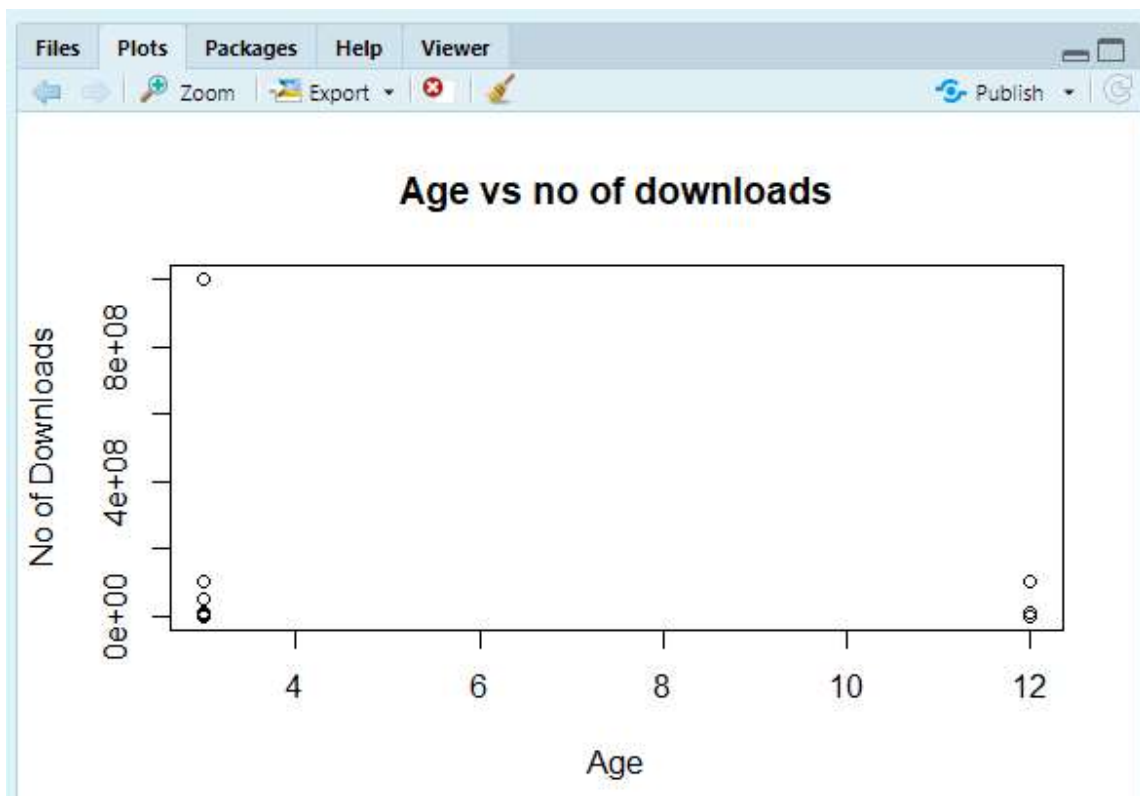 Files Plots Packages Help Viewer
Zoom Export Publish
Age vs no of downloads
No of Downloads
8e+08
4e+08
0e+00
4 6 8 10 12
Age